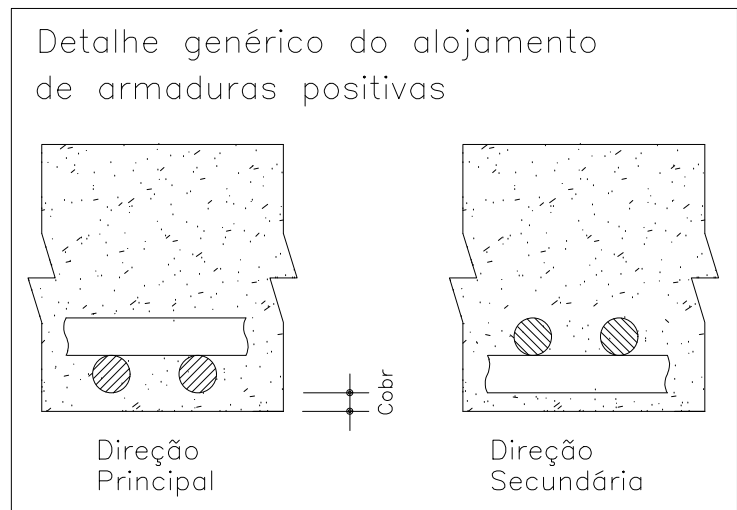 Detalhe genérico do alojamento
de armaduras positivas
Cobr
Direção
Principal
Direção
Secundária